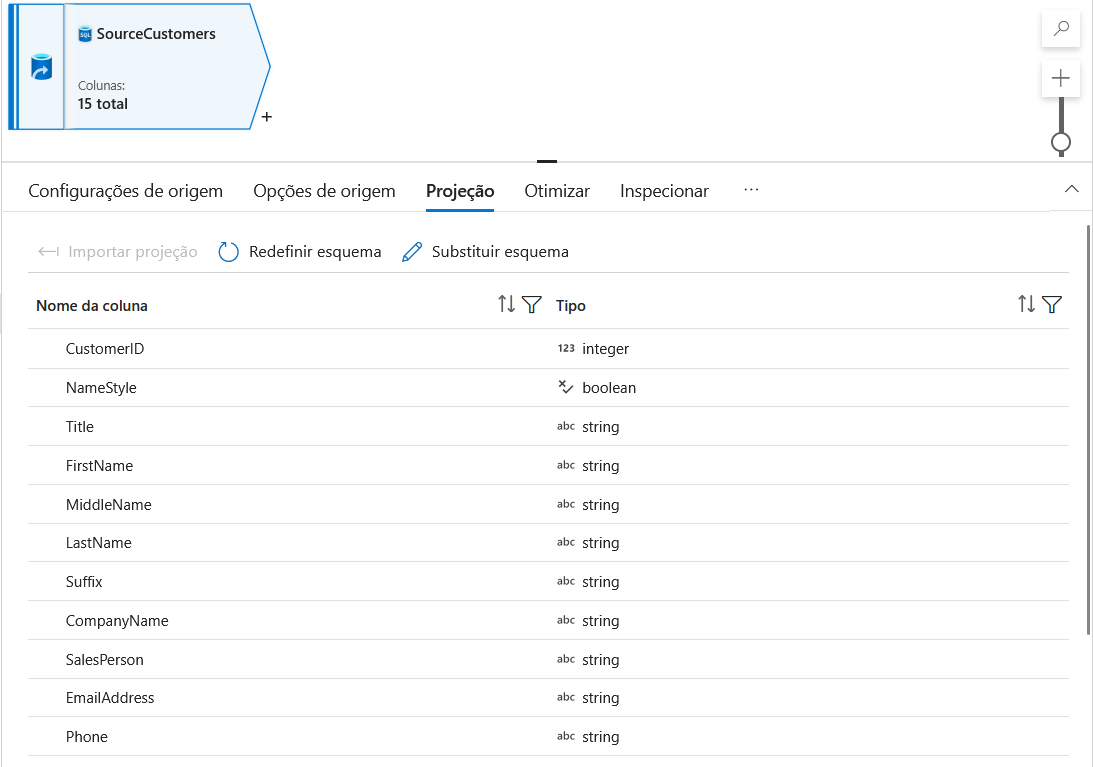 SQL
SourceCustomers
Colunas:
15 total
+
Configurações de origem Opções de origem Projeção Otimizar Inspecionar ...
Importar projeção Redefinir esquema Substituir esquema
Nome da coluna Tipo
CustomerID 123 integer
NameStyle boolean
Title abc string
FirstName abc string
MiddleName abc string
LastName abc string
Suffix abc string
CompanyName abc string
SalesPerson abc string
EmailAddress abc string
Phone abc string